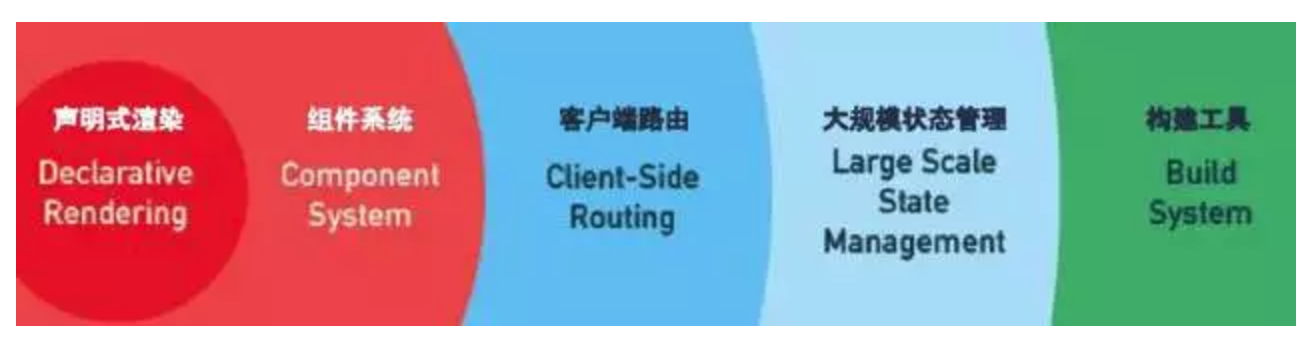 声明式渲染
Declarative
Rendering
组件系统
Component
System
客户端路由
Client-Side
Routing
大规模状态管理
Large Scale
State
Management
构建工具
Build
System